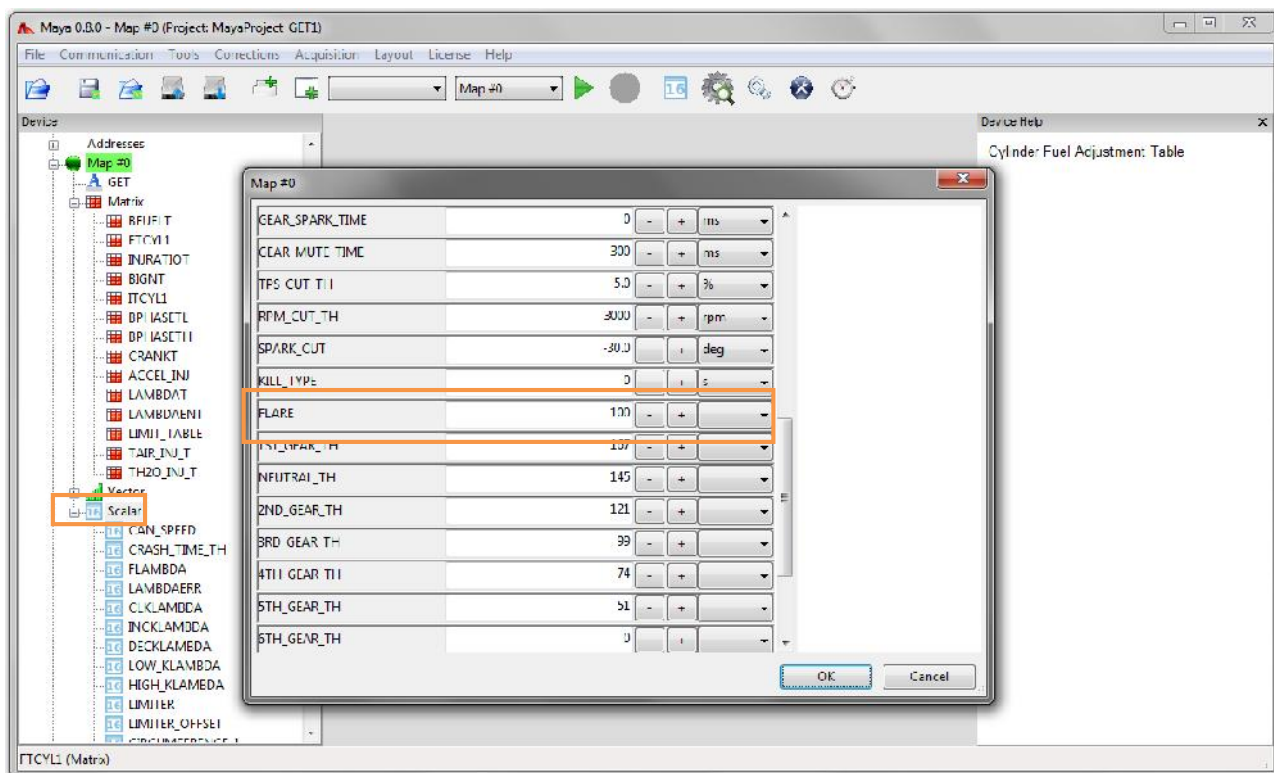 Maya 0.8.0 - Map #0 (Project: MayaProject GET1)
File Communication Tools Corrections Acquisition Layout License Help
Map #0
16
Device
Device Help
Addresses
Map #0
GET
Matrix
BFUELT
FTCYL1
INJRATIOT
BIGNT
ITCYL1
BPHASETL
BPHASETH
CRANKT
ACCEL_INJ
LAMBDAT
LAMBDAENT
LIMIT_TABLE
TAIR_INJ_T
TH2O_INJ_T
Vector
Scalar
CAN_SPEED
CRASH_TIME_TH
FLAMBDA
LAMBDAERR
CLKLAMBDA
INCKLAMBDA
DECKLAMBDA
LOW_KLAMBDA
HIGH_KLAMBDA
LIMITER
LIMITER_OFFSET
Cylinder Fuel Adjustment Table
Map #0
GEAR_SPARK_TIME 0 - + ms
GEAR_MUTE_TIME 300 - + ms
TPS_CUT_TH 5.0 - + %
RPM_CUT_TH 3000 - + rpm
SPARK_CUT -30.0 + deg
KILL_TYPE 0 + s
FLARE 100 - +
1ST_GEAR_TH 167 - +
NEUTRAL_TH 145 - +
2ND_GEAR_TH 121 - +
3RD_GEAR_TH 99 - +
4TH_GEAR_TH 74 - +
5TH_GEAR_TH 51 - +
6TH_GEAR_TH 0 +
OK Cancel
FTCYL1 (Matrix)